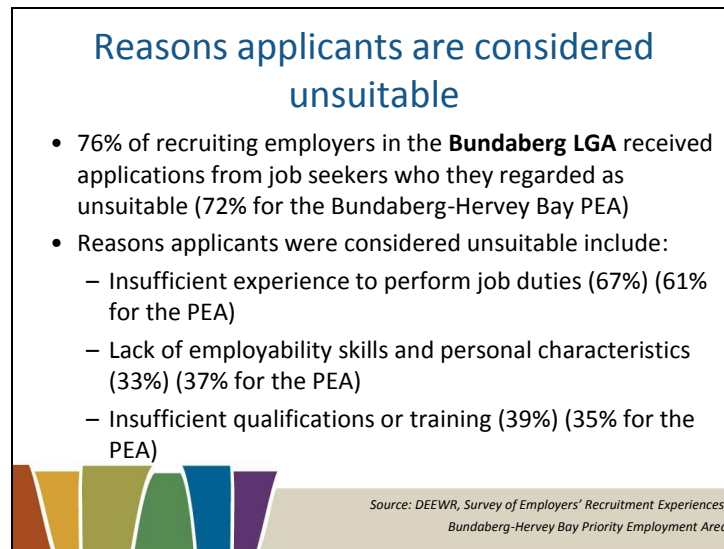 Reasons applicants are considered
unsuitable
• 76% of recruiting employers in the Bundaberg LGA received
applications from job seekers who they regarded as
unsuitable (72% for the Bundaberg-Hervey Bay PEA)
• Reasons applicants were considered unsuitable include:
– Insufficient experience to perform job duties (67%) (61%
for the PEA)
– Lack of employability skills and personal characteristics
(33%) (37% for the PEA)
– Insufficient qualifications or training (39%) (35% for the
PEA)
Source: DEEWR, Survey of Employers’ Recruitment Experiences,
Bundaberg-Hervey Bay Priority Employment Area